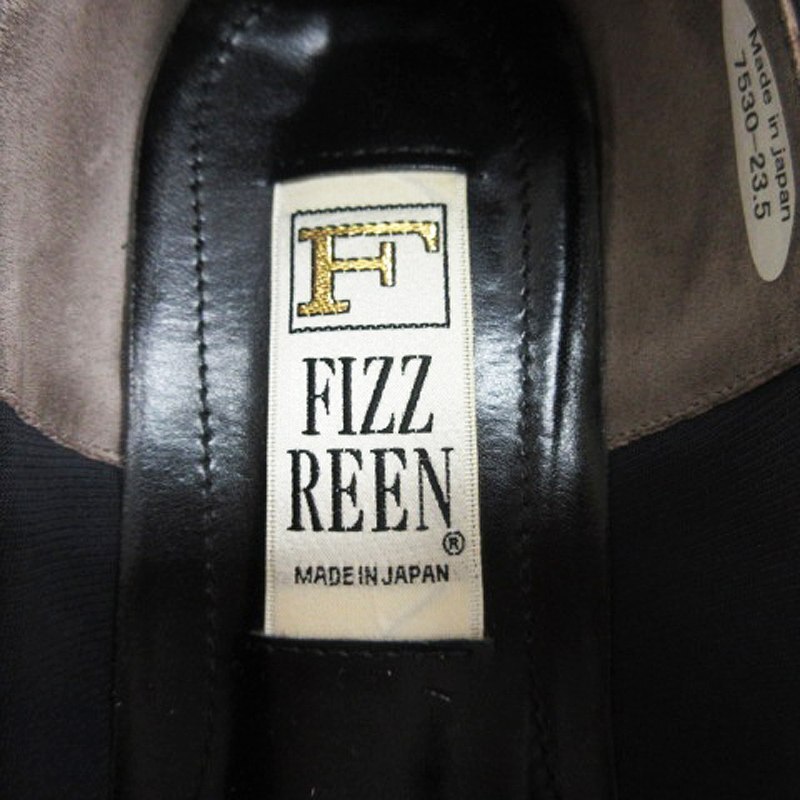 F
FIZZ
REEN
®
MADE IN JAPAN
Made in japan
7530-23.5